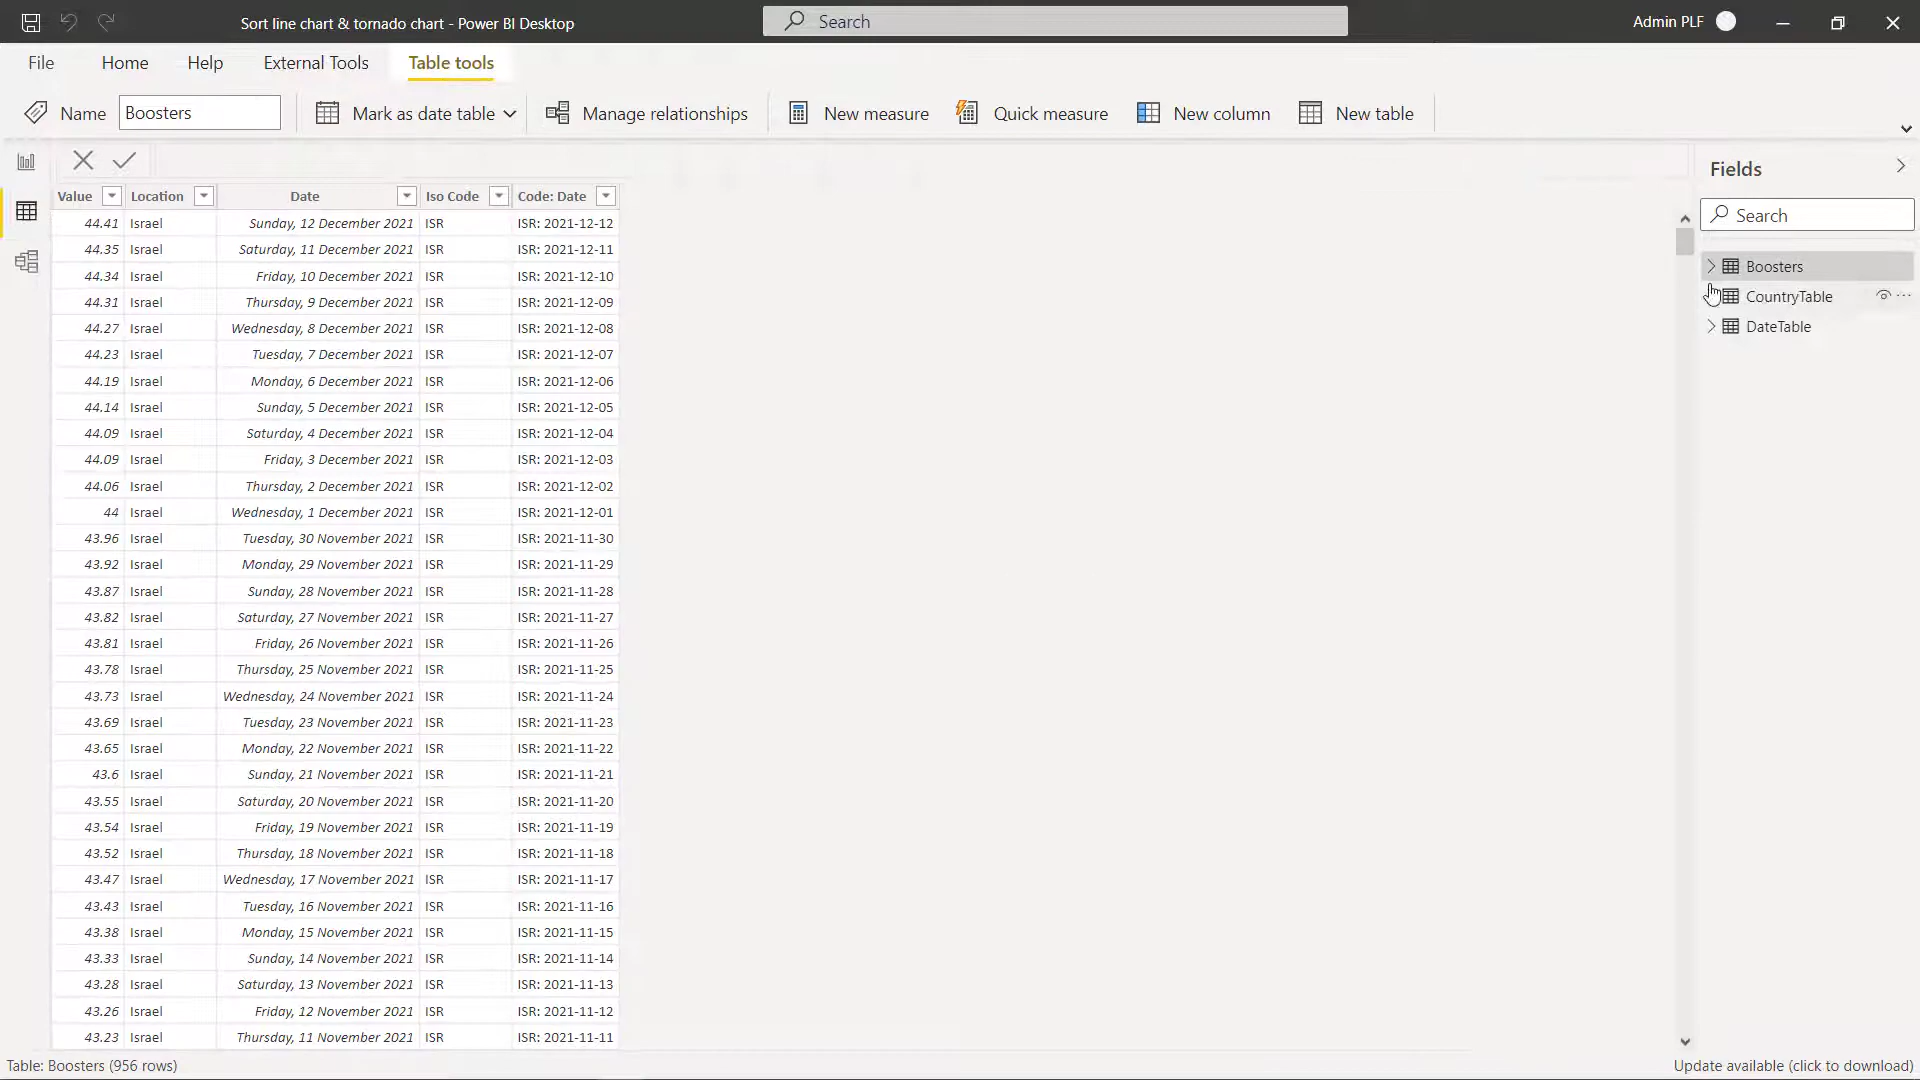 Sort line chart & tornado chart - Power BI Desktop
Search
Admin PLF
File Home Help External Tools Table tools
Name Boosters Mark as date table Manage relationships New measure Quick measure New column New table
Fields
Search
Boosters
CountryTable
DateTable
Value Location Date Iso Code Code: Date
44.41 Israel Sunday, 12 December 2021 ISR ISR: 2021-12-12
44.35 Israel Saturday, 11 December 2021 ISR ISR: 2021-12-11
44.34 Israel Friday, 10 December 2021 ISR ISR: 2021-12-10
44.31 Israel Thursday, 9 December 2021 ISR ISR: 2021-12-09
44.27 Israel Wednesday, 8 December 2021 ISR ISR: 2021-12-08
44.23 Israel Tuesday, 7 December 2021 ISR ISR: 2021-12-07
44.19 Israel Monday, 6 December 2021 ISR ISR: 2021-12-06
44.14 Israel Sunday, 5 December 2021 ISR ISR: 2021-12-05
44.09 Israel Saturday, 4 December 2021 ISR ISR: 2021-12-04
44.09 Israel Friday, 3 December 2021 ISR ISR: 2021-12-03
44.06 Israel Thursday, 2 December 2021 ISR ISR: 2021-12-02
44 Israel Wednesday, 1 December 2021 ISR ISR: 2021-12-01
43.96 Israel Tuesday, 30 November 2021 ISR ISR: 2021-11-30
43.92 Israel Monday, 29 November 2021 ISR ISR: 2021-11-29
43.87 Israel Sunday, 28 November 2021 ISR ISR: 2021-11-28
43.82 Israel Saturday, 27 November 2021 ISR ISR: 2021-11-27
43.81 Israel Friday, 26 November 2021 ISR ISR: 2021-11-26
43.78 Israel Thursday, 25 November 2021 ISR ISR: 2021-11-25
43.73 Israel Wednesday, 24 November 2021 ISR ISR: 2021-11-24
43.69 Israel Tuesday, 23 November 2021 ISR ISR: 2021-11-23
43.65 Israel Monday, 22 November 2021 ISR ISR: 2021-11-22
43.6 Israel Sunday, 21 November 2021 ISR ISR: 2021-11-21
43.55 Israel Saturday, 20 November 2021 ISR ISR: 2021-11-20
43.54 Israel Friday, 19 November 2021 ISR ISR: 2021-11-19
43.52 Israel Thursday, 18 November 2021 ISR ISR: 2021-11-18
43.47 Israel Wednesday, 17 November 2021 ISR ISR: 2021-11-17
43.43 Israel Tuesday, 16 November 2021 ISR ISR: 2021-11-16
43.38 Israel Monday, 15 November 2021 ISR ISR: 2021-11-15
43.33 Israel Sunday, 14 November 2021 ISR ISR: 2021-11-14
43.28 Israel Saturday, 13 November 2021 ISR ISR: 2021-11-13
43.26 Israel Friday, 12 November 2021 ISR ISR: 2021-11-12
43.23 Israel Thursday, 11 November 2021 ISR ISR: 2021-11-11
Table: Boosters (956 rows)
Update available (click to download)